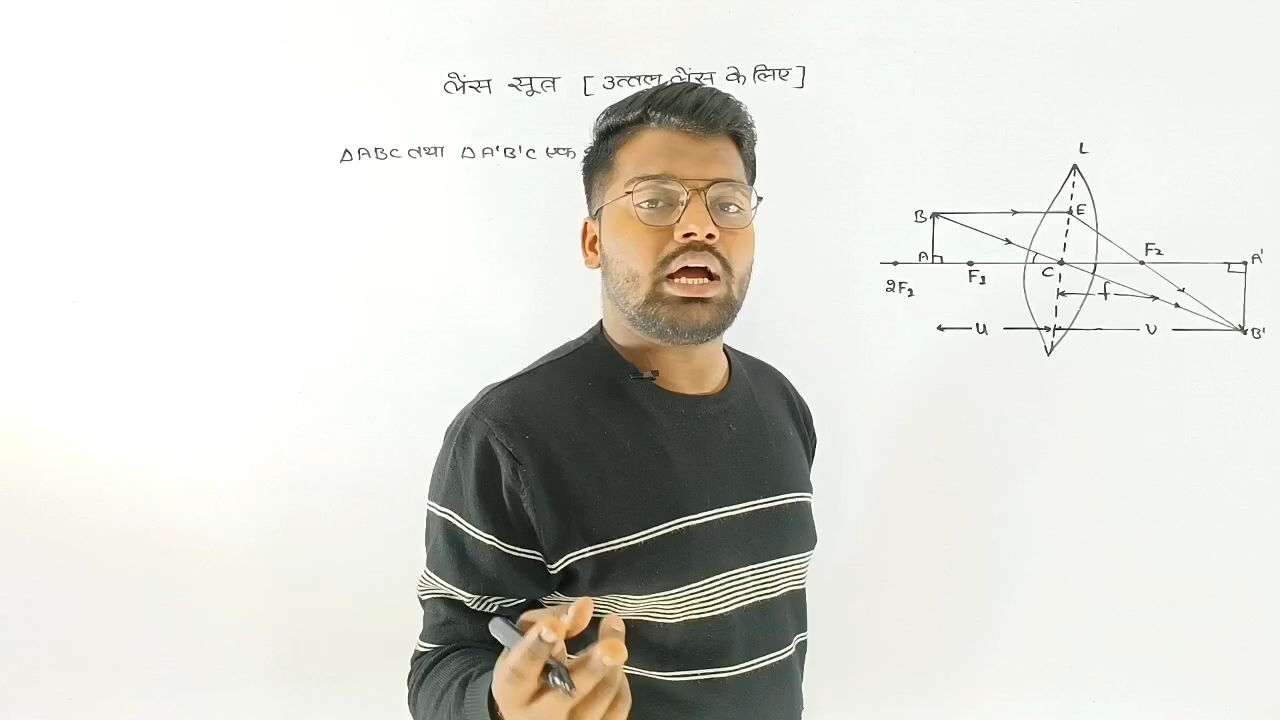 लेंस सूत्र [उत्तल लेंस के लिए]
ΔABC तथा ΔA'B'C एक
L
B
E
A
C
F₂
A'
2F₁
F₁
f
u
v
B'